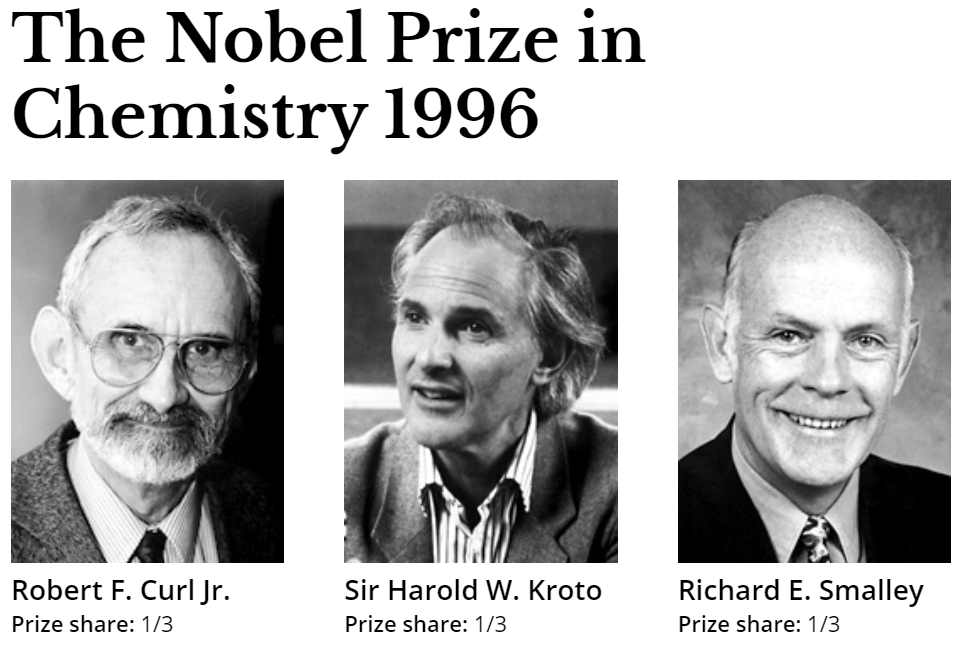 The Nobel Prize in
Chemistry 1996
Robert F. Curl Jr.
Prize share: 1/3
Sir Harold W. Kroto
Prize share: 1/3
Richard E. Smalley
Prize share: 1/3